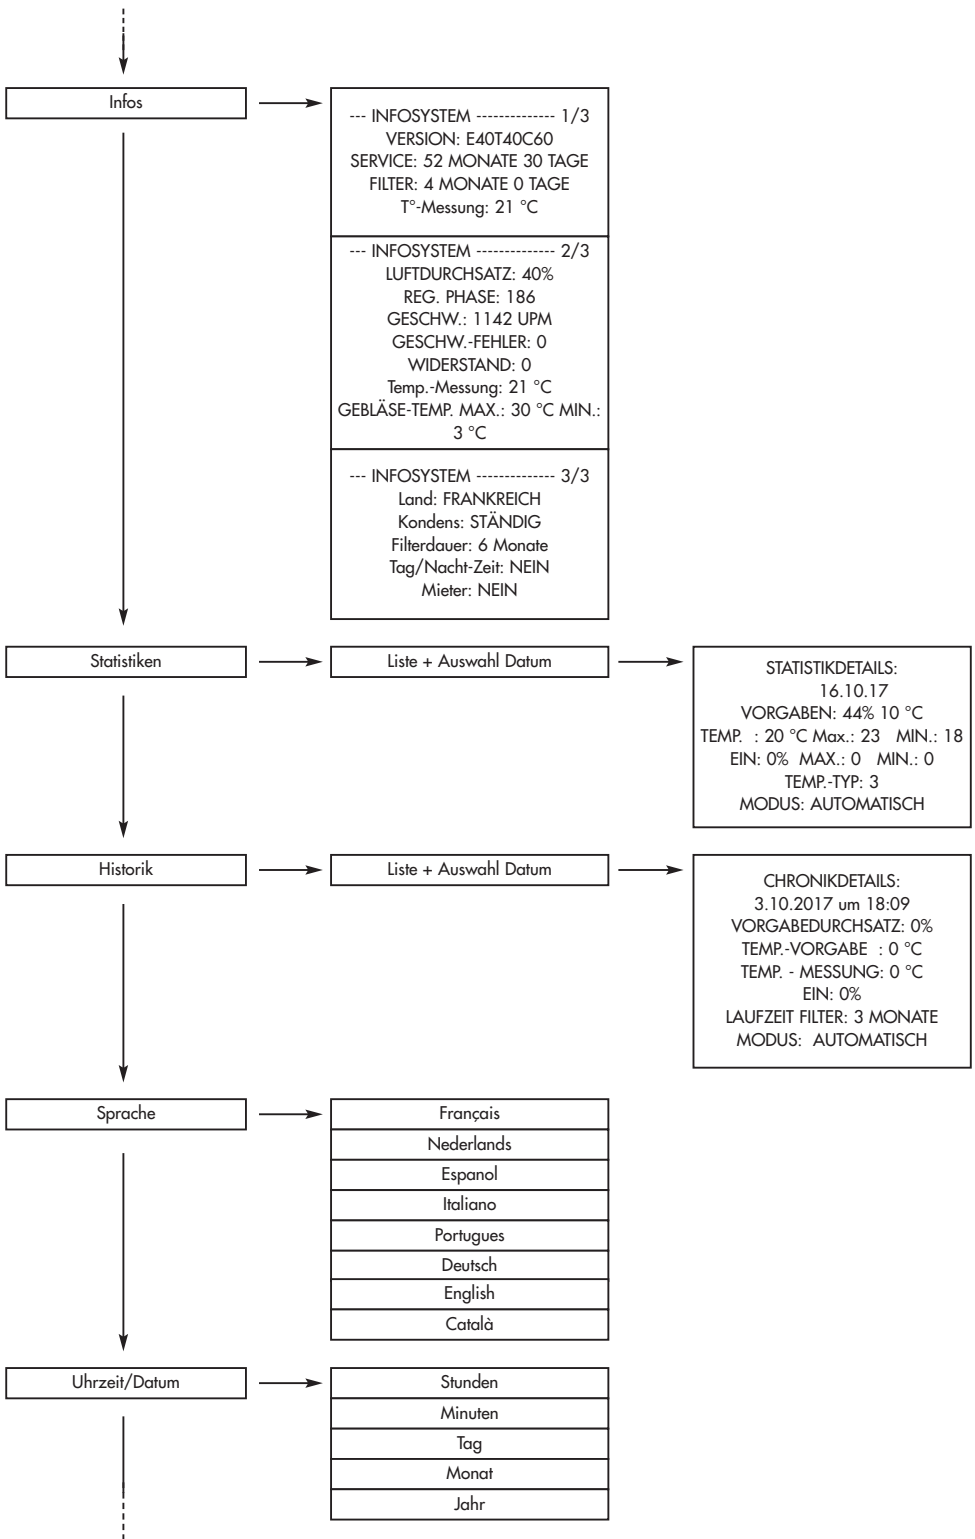 Infos
--- INFOSYSTEM -------------- 1/3
VERSION: E40T40C60
SERVICE: 52 MONATE 30 TAGE
FILTER: 4 MONATE 0 TAGE
T°-Messung: 21 °C
--- INFOSYSTEM -------------- 2/3
LUFTDURCHSATZ: 40%
REG. PHASE: 186
GESCHW.: 1142 UPM
GESCHW.-FEHLER: 0
WIDERSTAND: 0
Temp.-Messung: 21 °C
GEBLÄSE-TEMP. MAX.: 30 °C MIN.:
3 °C
--- INFOSYSTEM -------------- 3/3
Land: FRANKREICH
Kondens: STÄNDIG
Filterdauer: 6 Monate
Tag/Nacht-Zeit: NEIN
Mieter: NEIN
Statistiken
Liste + Auswahl Datum
STATISTIKDETAILS:
16.10.17
VORGABEN: 44% 10 °C
TEMP. : 20 °C Max.: 23 MIN.: 18
EIN: 0% MAX.: 0 MIN.: 0
TEMP.-TYP: 3
MODUS: AUTOMATISCH
Historik
Liste + Auswahl Datum
CHRONIKDETAILS:
3.10.2017 um 18:09
VORGABEDURCHSATZ: 0%
TEMP.-VORGABE : 0 °C
TEMP. - MESSUNG: 0 °C
EIN: 0%
LAUFZEIT FILTER: 3 MONATE
MODUS: AUTOMATISCH
Sprache
Français
Nederlands
Espanol
Italiano
Portugues
Deutsch
English
Català
Uhrzeit/Datum
Stunden
Minuten
Tag
Monat
Jahr